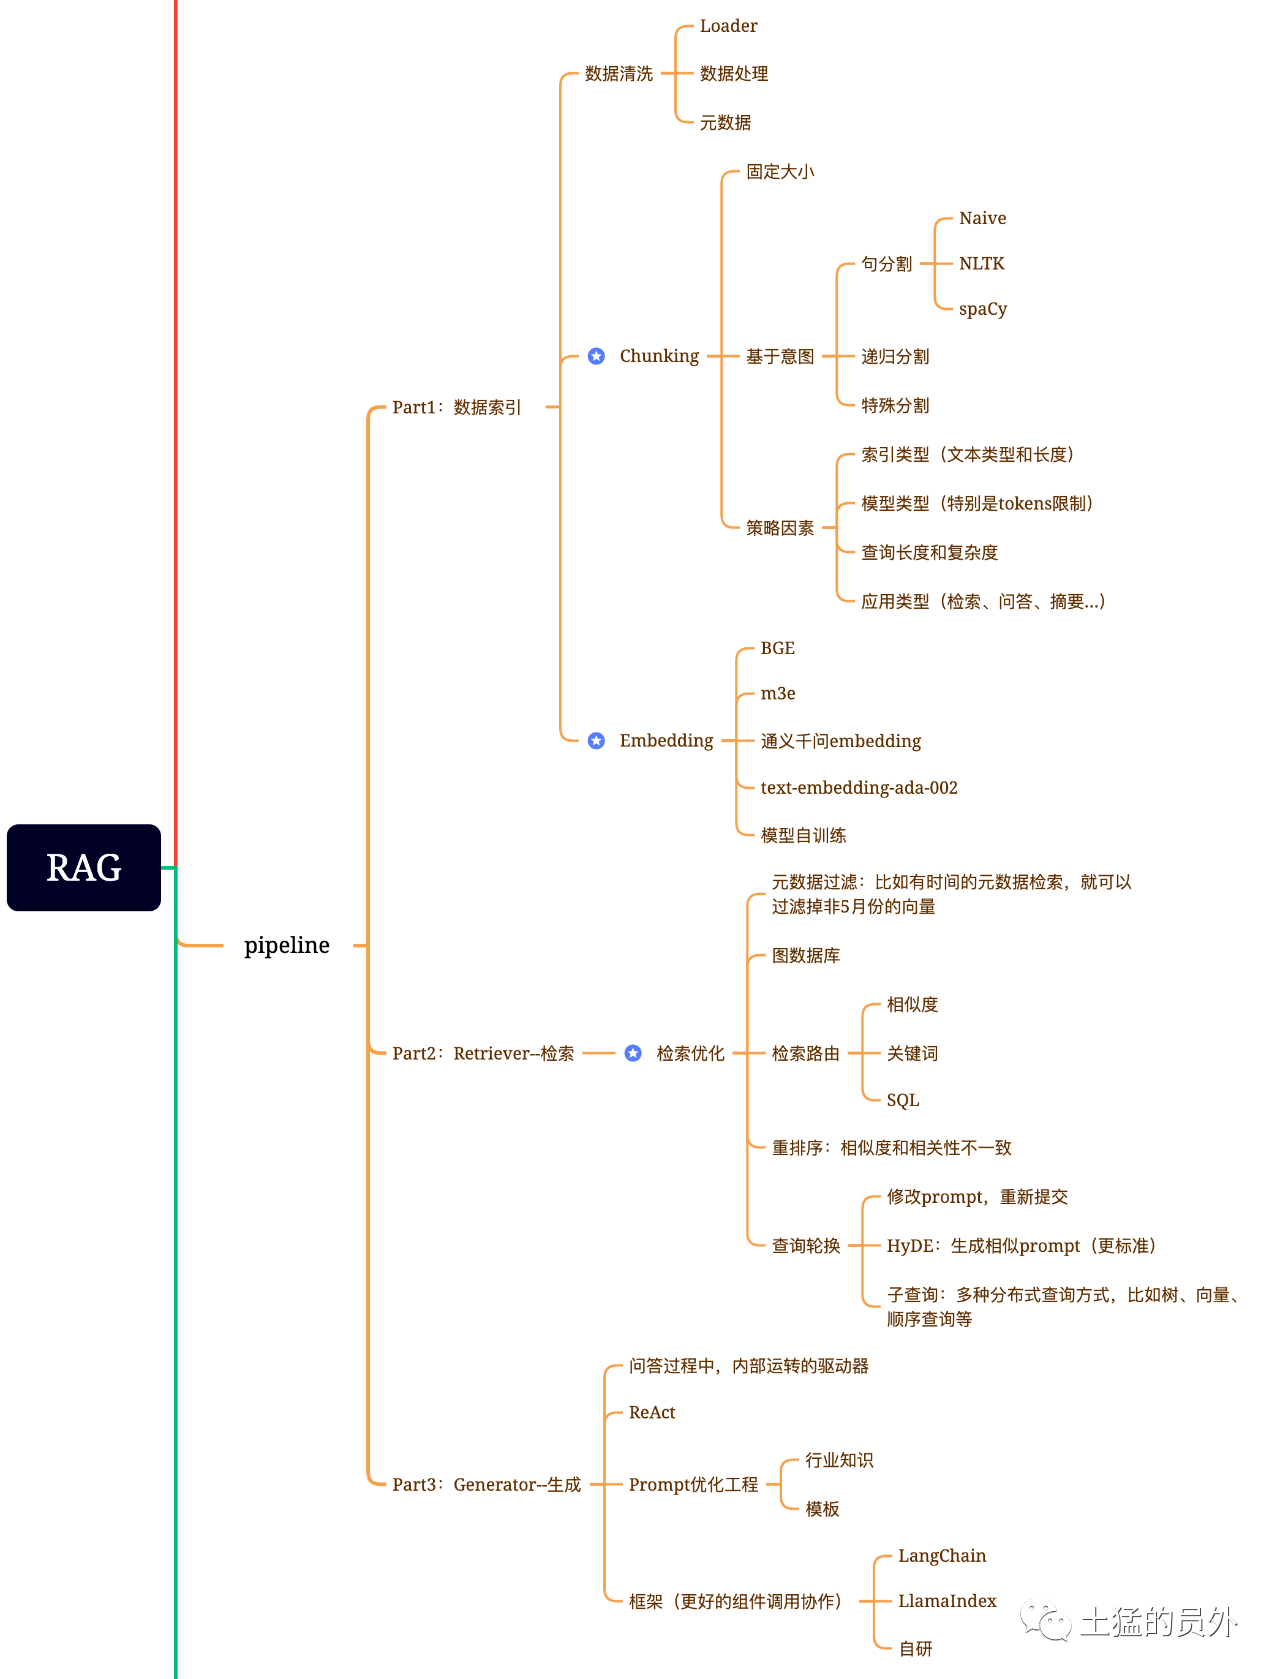 RAG
pipeline
Part1：数据索引
数据清洗
Loader
数据处理
元数据
Chunking
固定大小
基于意图
句分割
Naive
NLTK
spaCy
递归分割
特殊分割
策略因素
索引类型（文本类型和长度）
模型类型（特别是tokens限制）
查询长度和复杂度
应用类型（检索、问答、摘要...）
Embedding
BGE
m3e
通义千问embedding
text-embedding-ada-002
模型自训练
Part2：Retriever--检索
检索优化
元数据过滤：比如有时间的元数据检索，就可以
过滤掉非5月份的向量
图数据库
检索路由
相似度
关键词
SQL
重排序：相似度和相关性不一致
查询轮换
修改prompt，重新提交
HyDE：生成相似prompt（更标准）
子查询：多种分布式查询方式，比如树、向量、
顺序查询等
Part3：Generator--生成
问答过程中，内部运转的驱动器
ReAct
Prompt优化工程
行业知识
模板
框架（更好的组件调用协作）
LangChain
LlamaIndex
自研
土猛的员外